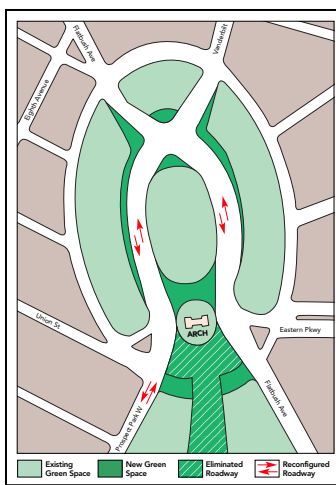 Flatbush Ave
Vanderbilt
Eighth Avenue
Union St
ARCH
Eastern Pkwy
Prospect Park W
Flatbush Ave
Existing
Green Space
New Green
Space
Eliminated
Roadway
Reconfigured
Roadway